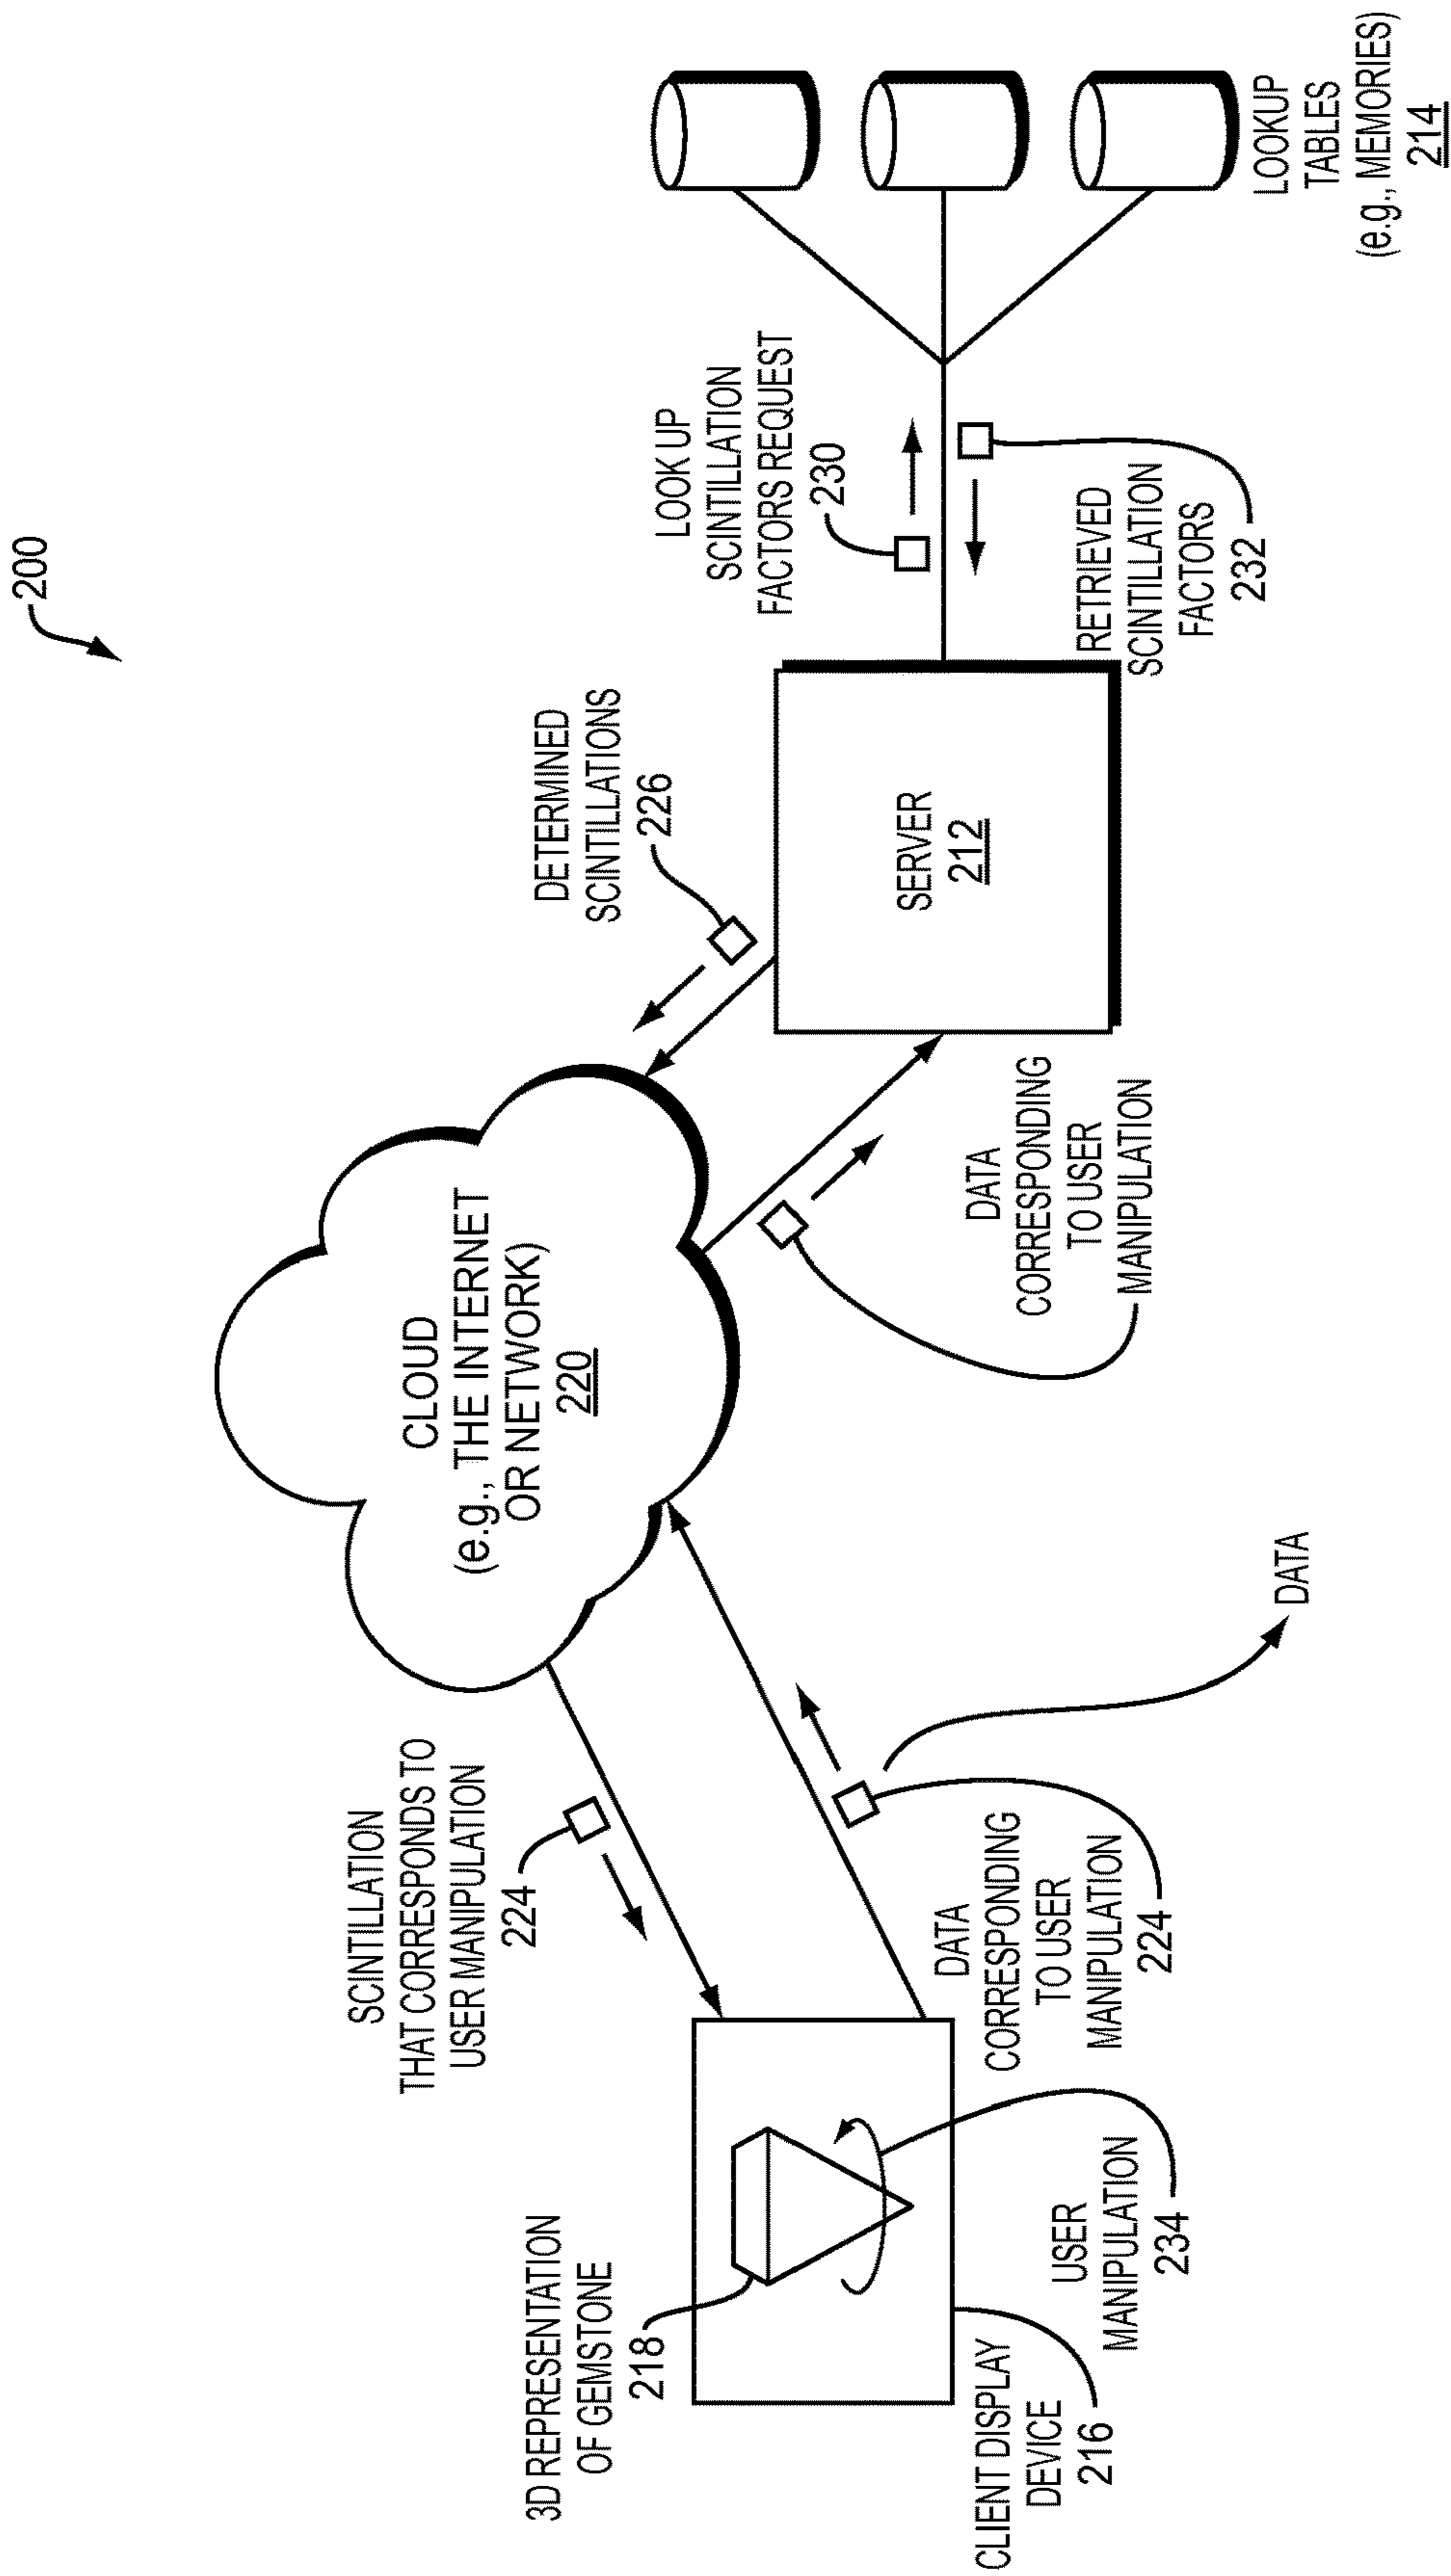 200
3D REPRESENTATION
OF GEMSTONE
218
CLIENT DISPLAY
DEVICE
216
USER
MANIPULATION
234
SCINTILLATION
THAT CORRESPONDS TO
USER MANIPULATION
224
DATA
CORRESPONDING
TO USER
MANIPULATION
224
DATA
CLOUD
(e.g., THE INTERNET
OR NETWORK)
220
DATA
CORRESPONDING
TO USER
MANIPULATION
DETERMINED
SCINTILLATIONS
226
SERVER
212
LOOK UP
SCINTILLATION
FACTORS REQUEST
230
RETRIEVED
SCINTILLATION
FACTORS
232
LOOKUP
TABLES
(e.g., MEMORIES)
214